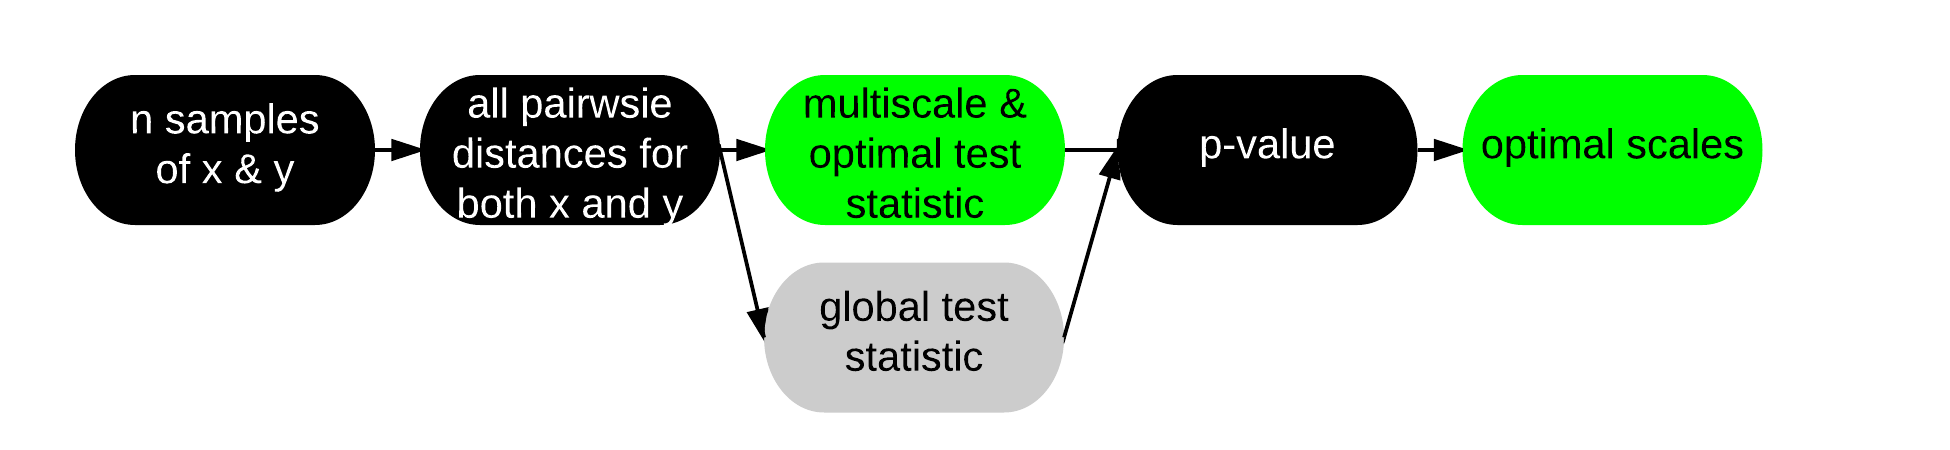 n samples
of x & y
all pairwsie
distances for
both x and y
multiscale &
optimal test
statistic
global test
statistic
p-value
optimal scales